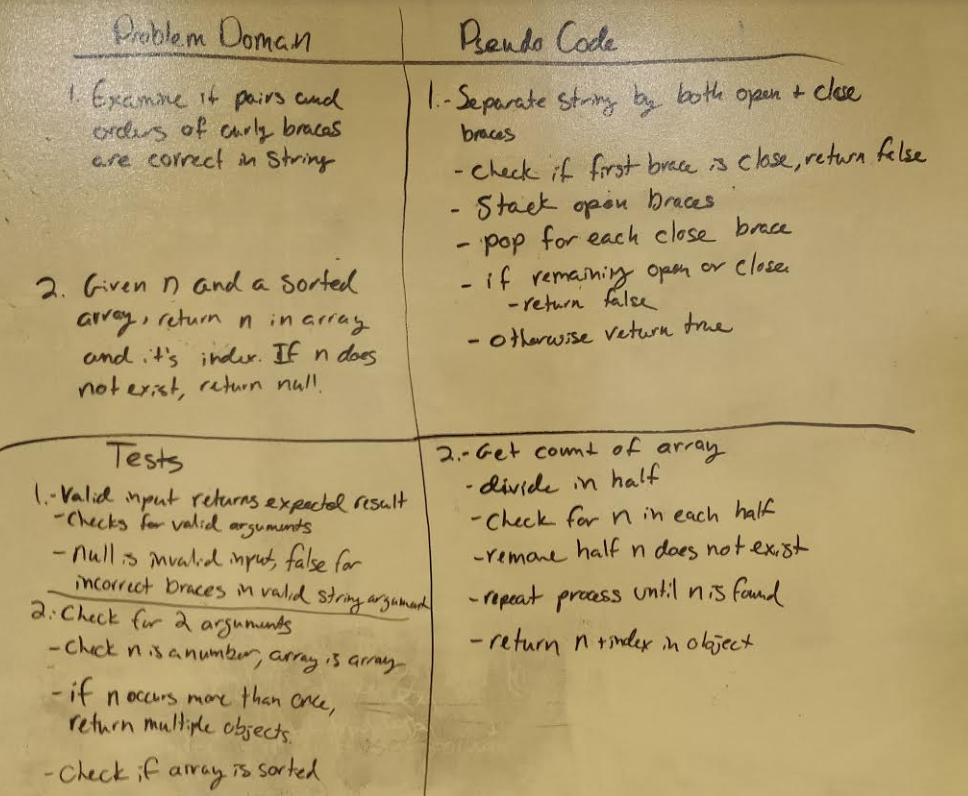 Problem Doman
1. Examine if pairs and
orders of curly braces
are correct in string
2. Given n and a sorted
array, return n in array
and it's index. If n does
not exist, return null.
Pseudo Code
1.- Separate string by both open + close
braces
- check if first brace is close, return false
- Stack open braces
- pop for each close brace
- if remaining open or close
- return false
- otherwise return true
Tests
1.- Valid input returns expected result
- Checks for valid arguments
- Null is invalid input, false for
incorrect braces in valid string argument
2. Check for 2 arguments
- Check n is a number, array is array
- if n occurs more than once,
return multiple objects.
- Check if array is sorted
2.- Get count of array
- divide in half
- Check for n in each half
- remove half n does not exist
- repeat process until n is found
- return n + index in object